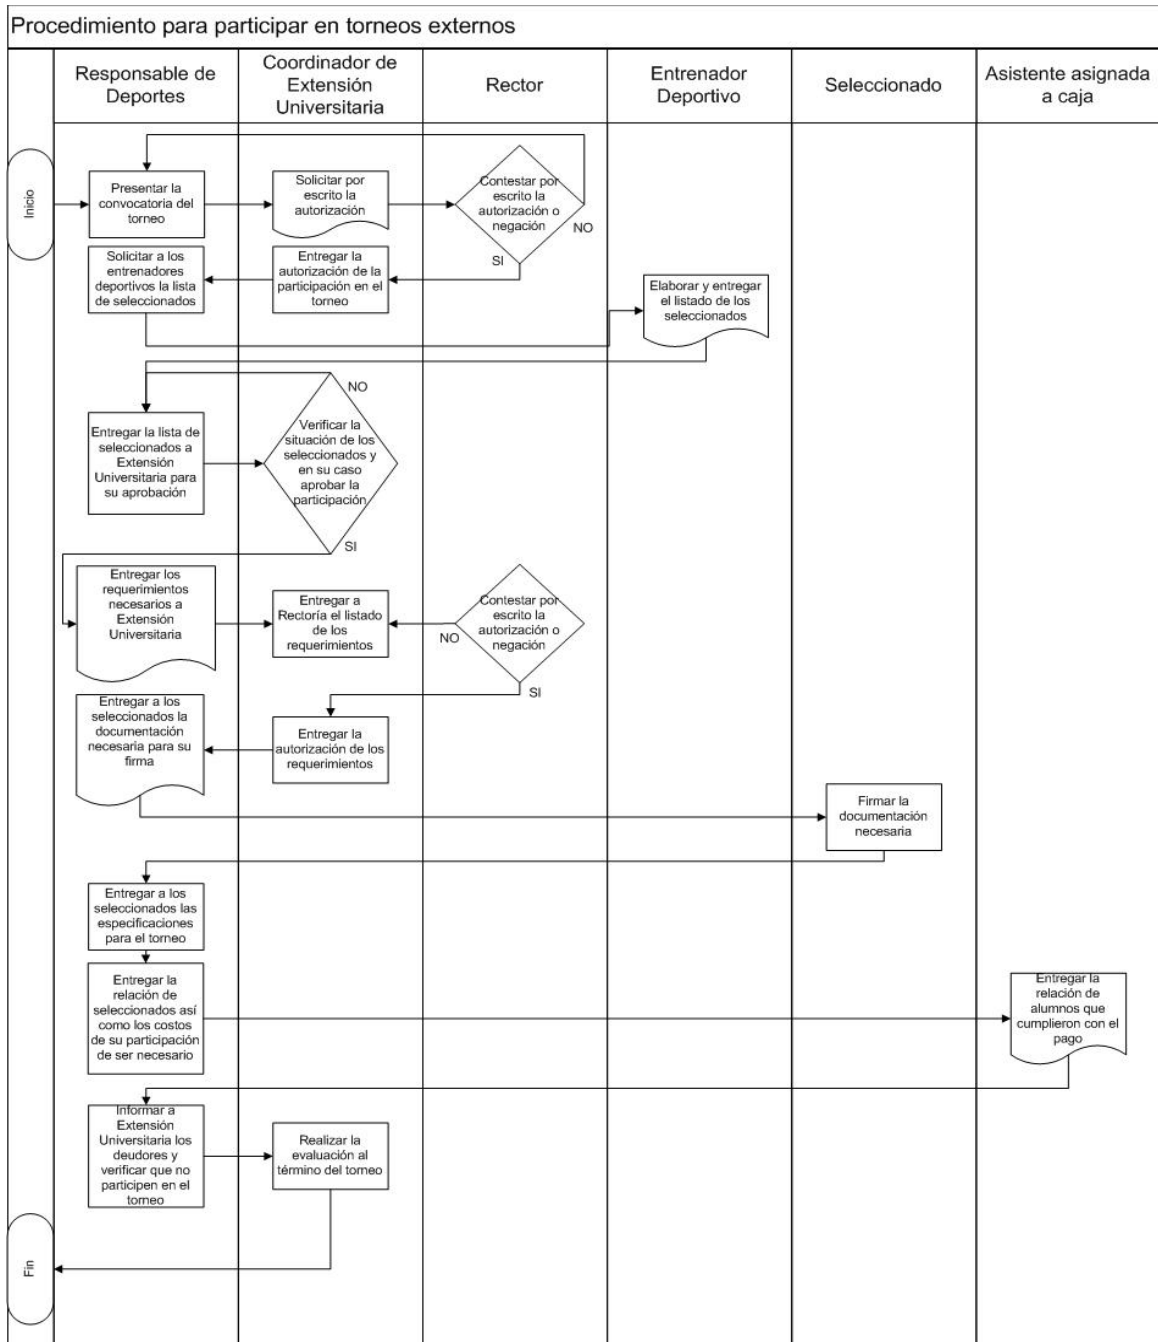 Procedimiento para participar en torneos externos
Responsable de
Deportes
Coordinador de
Extensión
Universitaria
Rector
Entrenador
Deportivo
Seleccionado
Asistente asignada
a caja
Inicio
Presentar la
convocatoria del
torneo
Solicitar por
escrito la
autorización
Contestar por
escrito la
autorización o
negación
NO
SI
Solicitar a los
entrenadores
deportivos la lista
de seleccionados
Entregar la
autorización de la
participación en el
torneo
Elaborar y entregar
el listado de los
seleccionados
NO
Entregar la lista de
seleccionados a
Extensión
Universitaria para
su aprobación
Verificar la
situación de los
seleccionados y
en su caso
aprobar la
participación
SI
Entregar los
requerimientos
necesarios a
Extensión
Universitaria
Entregar a
Rectoría el listado
de los
requerimientos
Contestar por
escrito la
autorización o
negación
NO
SI
Entregar a los
seleccionados la
documentación
necesaria para su
firma
Entregar la
autorización de los
requerimientos
Firmar la
documentación
necesaria
Entregar a los
seleccionados las
especificaciones
para el torneo
Entregar la
relación de
seleccionados así
como los costos
de su participación
de ser necesario
Entregar la
relación de
alumnos que
cumplieron con el
pago
Informar a
Extensión
Universitaria los
deudores y
verificar que no
participen en el
torneo
Realizar la
evaluación al
término del torneo
Fin